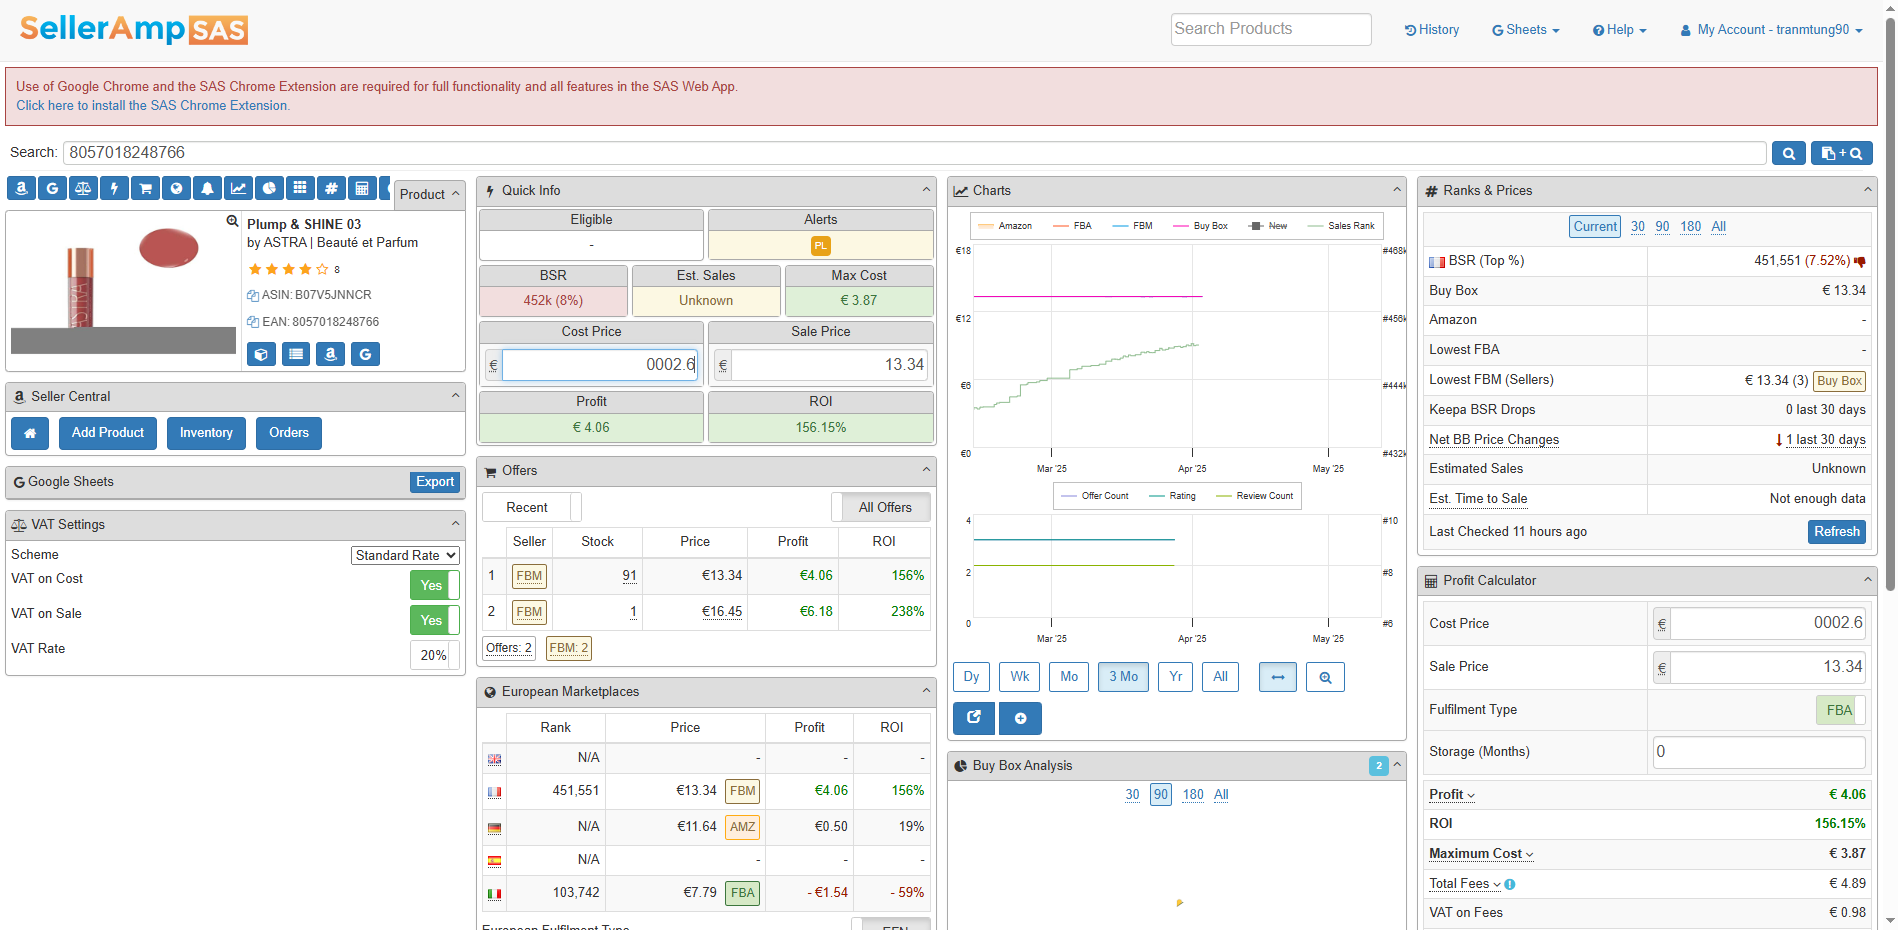 SellerAmp SAS
Search Products
History
Sheets
Help
My Account - tranmtung90
Use of Google Chrome and the SAS Chrome Extension are required for full functionality and all features in the SAS Web App.
Click here to install the SAS Chrome Extension.
Search: 8057018248766
Product
Plump & SHINE 03
by ASTRA | Beauté et Parfum
8
ASIN: B07V5JNNCR
EAN: 8057018248766
Seller Central
Add Product
Inventory
Orders
Google Sheets
Export
VAT Settings
Scheme Standard Rate
VAT on Cost Yes
VAT on Sale Yes
VAT Rate 20%
Quick Info
Eligible Alerts
- PL
BSR Est. Sales Max Cost
452k (8%) Unknown € 3.87
Cost Price Sale Price
€ 0002.6 € 13.34
Profit ROI
€ 4.06 156.15%
Offers
Recent All Offers
Seller Stock Price Profit ROI
1 FBM 91 €13.34 €4.06 156%
2 FBM 1 €16.45 €6.18 238%
Offers: 2 FBM: 2
European Marketplaces
Rank Price Profit ROI
N/A - - -
451,551 €13.34 FBM €4.06 156%
N/A €11.64 AMZ €0.50 19%
N/A - - -
103,742 €7.79 FBA - €1.54 - 59%
European Fulfilment Type EFN
Charts
Amazon FBA FBM Buy Box New Sales Rank
€18 #468k
€12 #456k
€6 #444k
€0 #432k
Mar '25 Apr '25 May '25
Offer Count Rating Review Count
4 #10
2 #8
0 #6
Mar '25 Apr '25 May '25
Dy Wk Mo 3 Mo Yr All
Buy Box Analysis 2
30 90 180 All
Ranks & Prices
Current 30 90 180 All
BSR (Top %) 451,551 (7.52%)
Buy Box € 13.34
Amazon -
Lowest FBA -
Lowest FBM (Sellers) € 13.34 (3) Buy Box
Keepa BSR Drops 0 last 30 days
Net BB Price Changes 1 last 30 days
Estimated Sales Unknown
Est. Time to Sale Not enough data
Last Checked 11 hours ago Refresh
Profit Calculator
Cost Price € 0002.6
Sale Price € 13.34
Fulfilment Type FBA
Storage (Months) 0
Profit € 4.06
ROI 156.15%
Maximum Cost € 3.87
Total Fees € 4.89
VAT on Fees € 0.98